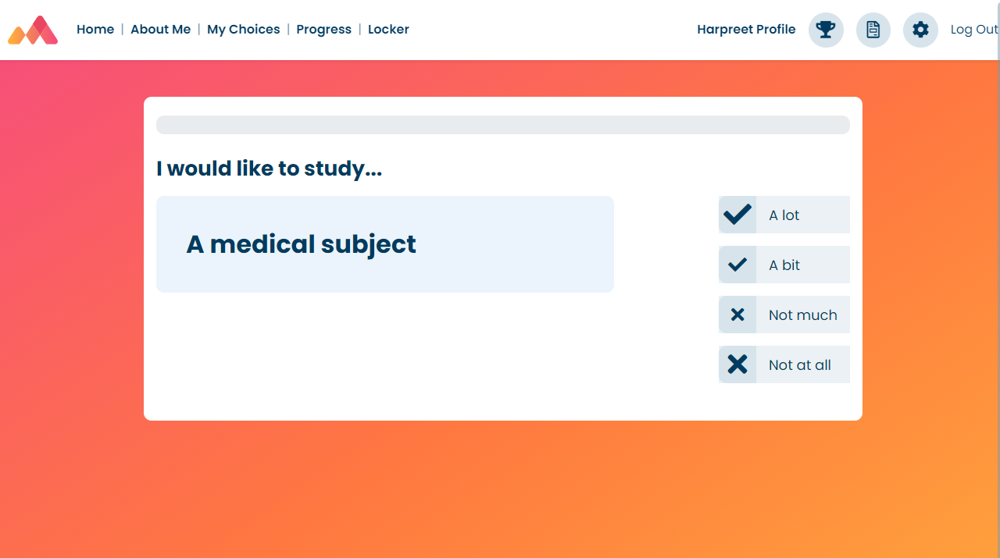 Home | About Me | My Choices | Progress | Locker Harpreet Profile Log Out
I would like to study...
A medical subject
A lot
A bit
Not much
Not at all